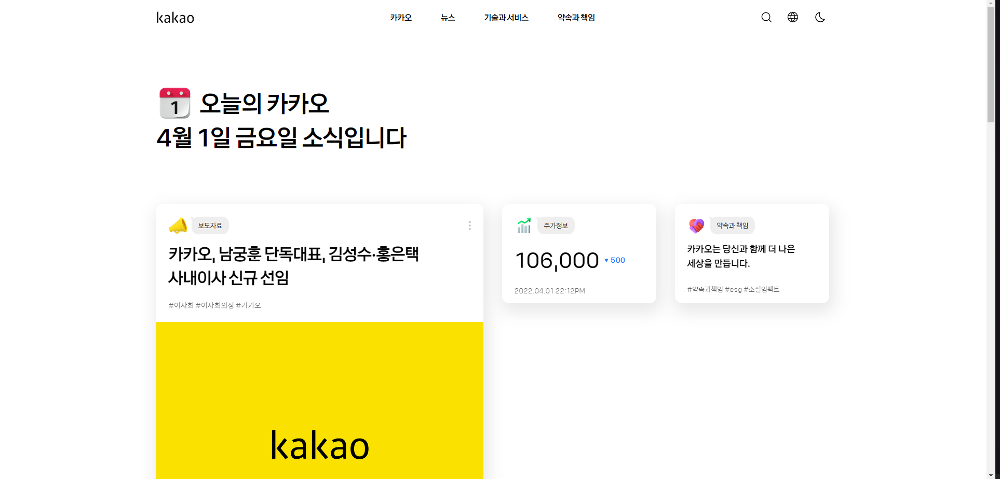 kakao
카카오
뉴스
기술과 서비스
약속과 책임
1 오늘의 카카오
4월 1일 금요일 소식입니다
보도자료
카카오, 남궁훈 단독대표, 김성수·홍은택
사내이사 신규 선임
#이사회 #이사회의장 #카카오
kakao
주가정보
106,000 ▼ 500
2022.04.01 22:12PM
약속과 책임
카카오는 당신과 함께 더 나은
세상을 만듭니다.
#약속과책임 #esg #소셜임팩트